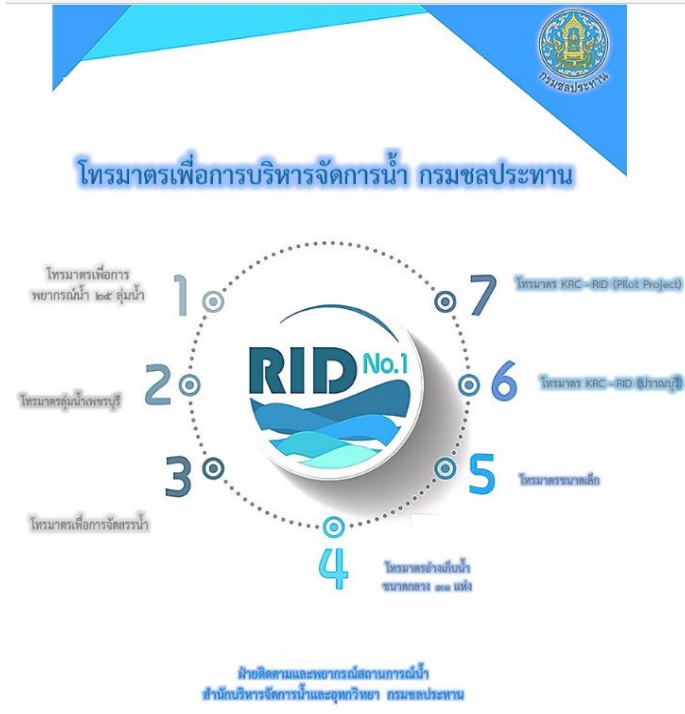 กรมชลประทาน
โทรมาตรเพื่อการบริหารจัดการน้ำ กรมชลประทาน
1
โทรมาตรเพื่อการ
พยากรณ์น้ำ ๒๕ ลุ่มน้ำ
2
โทรมาตรลุ่มน้ำเพชรบุรี
3
โทรมาตรเพื่อการจัดสรรน้ำ
4
โทรมาตรอ่างเก็บน้ำ
ขนาดกลาง ๓๑ แห่ง
5
โทรมาตรขนาดเล็ก
6
โทรมาตร KRC – RID (ปราณบุรี)
7
โทรมาตร KRC – RID (Pilot Project)
RID No.1
ฝ่ายติดตามและพยากรณ์สถานการณ์น้ำ
สำนักบริหารจัดการน้ำและอุทกวิทยา กรมชลประทาน